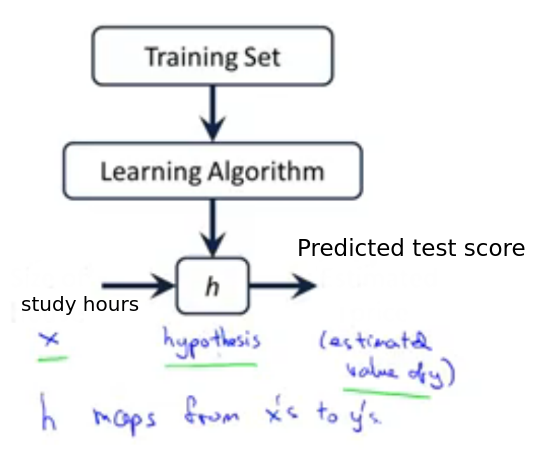 Training Set
Learning Algorithm
Predicted test score
h
study hours
x hypothesis (estimated
value of y)
h maps from x's to y's.